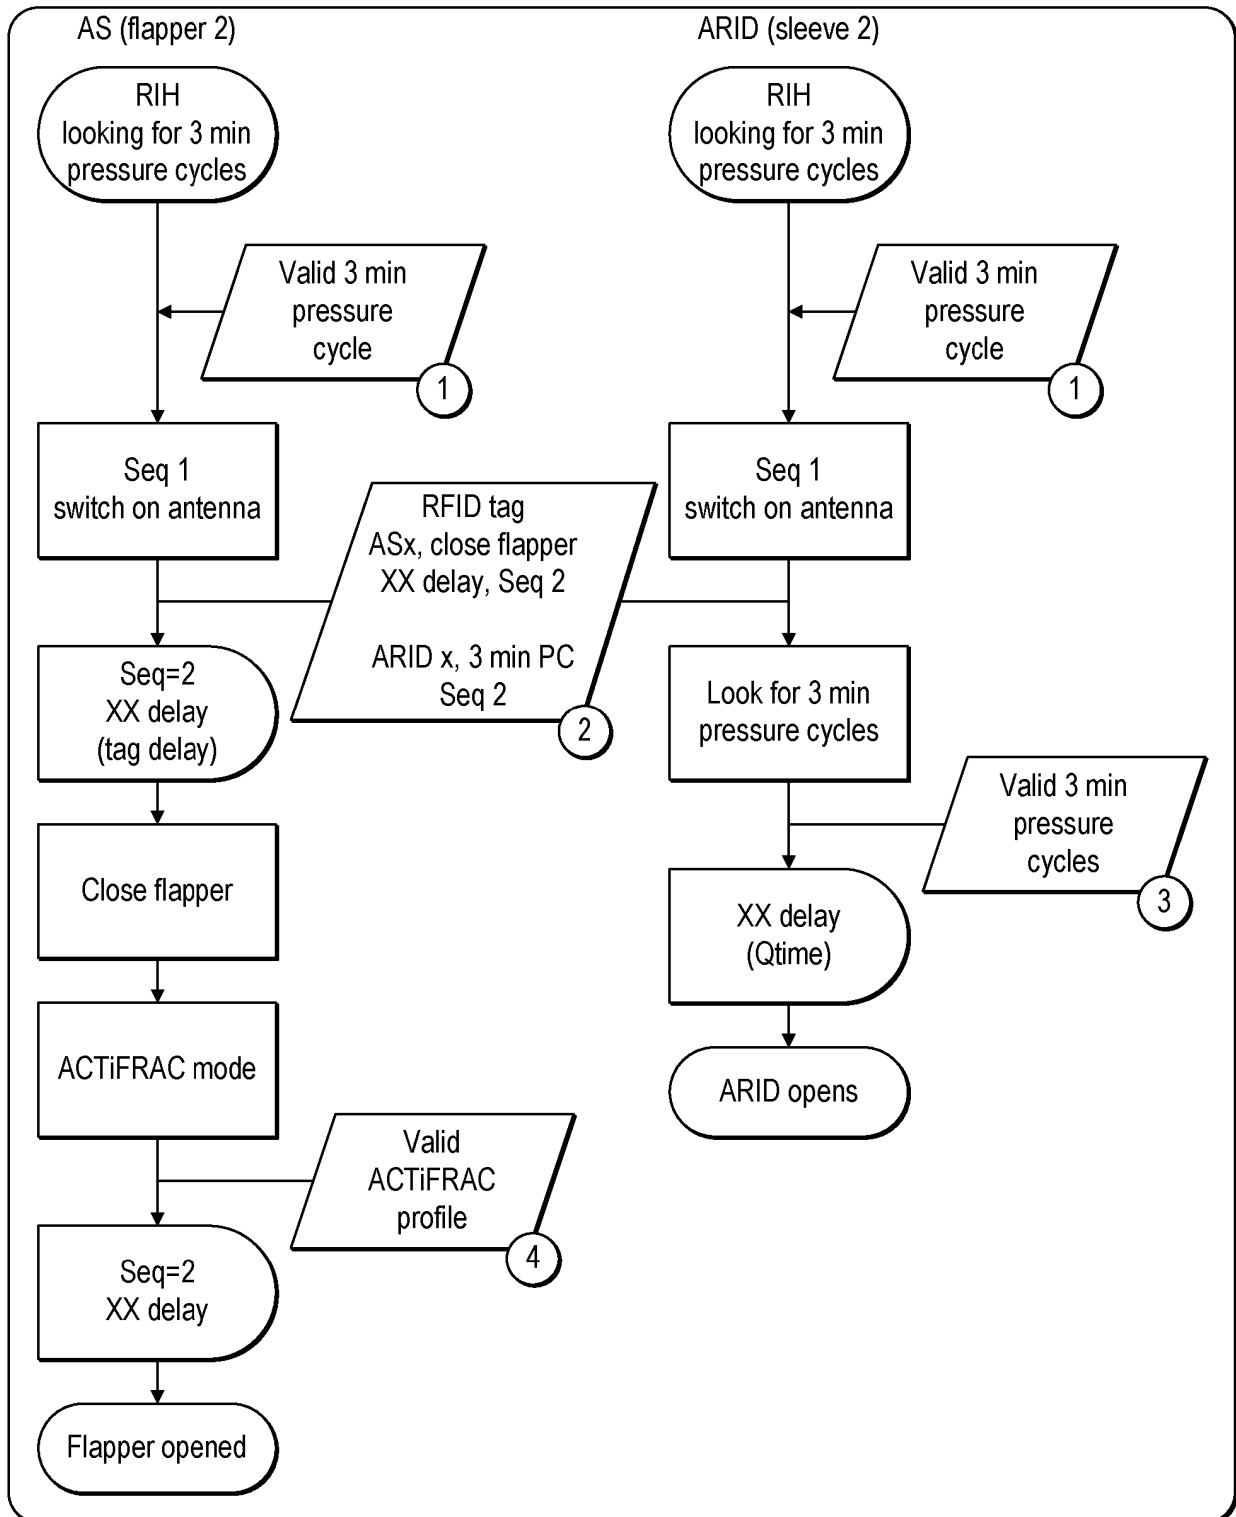 AS (flapper 2)
RIH
looking for 3 min
pressure cycles
Valid 3 min
pressure
cycle
1
Seq 1
switch on antenna
RFID tag
ASx, close flapper
XX delay, Seq 2
ARID x, 3 min PC
Seq 2
2
Seq=2
XX delay
(tag delay)
Close flapper
ACTiFRAC mode
Valid
ACTiFRAC
profile
4
Seq=2
XX delay
Flapper opened
ARID (sleeve 2)
RIH
looking for 3 min
pressure cycles
Valid 3 min
pressure
cycle
1
Seq 1
switch on antenna
Look for 3 min
pressure cycles
Valid 3 min
pressure
cycles
3
XX delay
(Qtime)
ARID opens